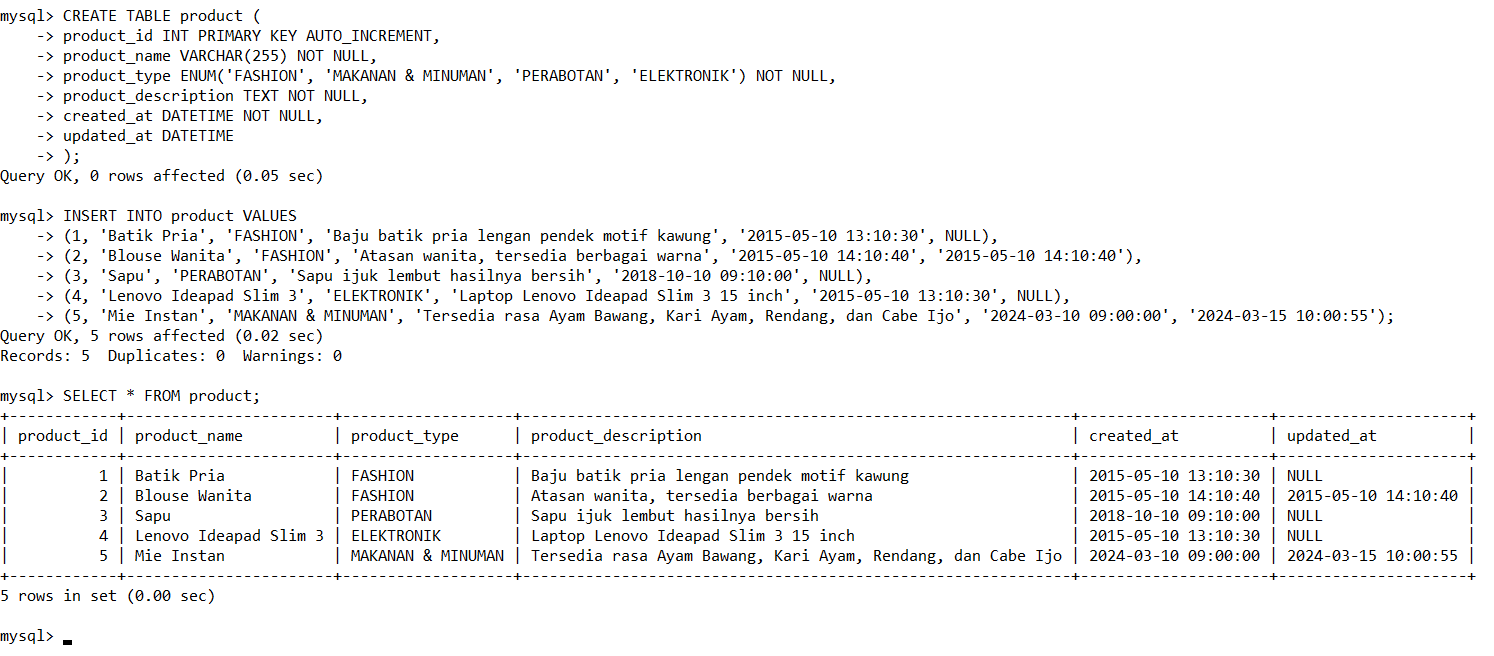 mysql> CREATE TABLE product (
    -> product_id INT PRIMARY KEY AUTO_INCREMENT,
    -> product_name VARCHAR(255) NOT NULL,
    -> product_type ENUM('FASHION', 'MAKANAN & MINUMAN', 'PERABOTAN', 'ELEKTRONIK') NOT NULL,
    -> product_description TEXT NOT NULL,
    -> created_at DATETIME NOT NULL,
    -> updated_at DATETIME
    -> );
Query OK, 0 rows affected (0.05 sec)

mysql> INSERT INTO product VALUES
    -> (1, 'Batik Pria', 'FASHION', 'Baju batik pria lengan pendek motif kawung', '2015-05-10 13:10:30', NULL),
    -> (2, 'Blouse Wanita', 'FASHION', 'Atasan wanita, tersedia berbagai warna', '2015-05-10 14:10:40', '2015-05-10 14:10:40'),
    -> (3, 'Sapu', 'PERABOTAN', 'Sapu ijuk lembut hasilnya bersih', '2018-10-10 09:10:00', NULL),
    -> (4, 'Lenovo Ideapad Slim 3', 'ELEKTRONIK', 'Laptop Lenovo Ideapad Slim 3 15 inch', '2015-05-10 13:10:30', NULL),
    -> (5, 'Mie Instan', 'MAKANAN & MINUMAN', 'Tersedia rasa Ayam Bawang, Kari Ayam, Rendang, dan Cabe Ijo', '2024-03-10 09:00:00', '2024-03-15 10:00:55');
Query OK, 5 rows affected (0.02 sec)
Records: 5  Duplicates: 0  Warnings: 0

mysql> SELECT * FROM product;
+------------+-----------------------+-------------------+-------------------------------------------------------------+---------------------+---------------------+
| product_id | product_name          | product_type      | product_description                                         | created_at          | updated_at          |
+------------+-----------------------+-------------------+-------------------------------------------------------------+---------------------+---------------------+
|          1 | Batik Pria            | FASHION           | Baju batik pria lengan pendek motif kawung                  | 2015-05-10 13:10:30 | NULL                |
|          2 | Blouse Wanita         | FASHION           | Atasan wanita, tersedia berbagai warna                      | 2015-05-10 14:10:40 | 2015-05-10 14:10:40 |
|          3 | Sapu                  | PERABOTAN         | Sapu ijuk lembut hasilnya bersih                            | 2018-10-10 09:10:00 | NULL                |
|          4 | Lenovo Ideapad Slim 3 | ELEKTRONIK        | Laptop Lenovo Ideapad Slim 3 15 inch                        | 2015-05-10 13:10:30 | NULL                |
|          5 | Mie Instan            | MAKANAN & MINUMAN | Tersedia rasa Ayam Bawang, Kari Ayam, Rendang, dan Cabe Ijo | 2024-03-10 09:00:00 | 2024-03-15 10:00:55 |
+------------+-----------------------+-------------------+-------------------------------------------------------------+---------------------+---------------------+
5 rows in set (0.00 sec)

mysql>